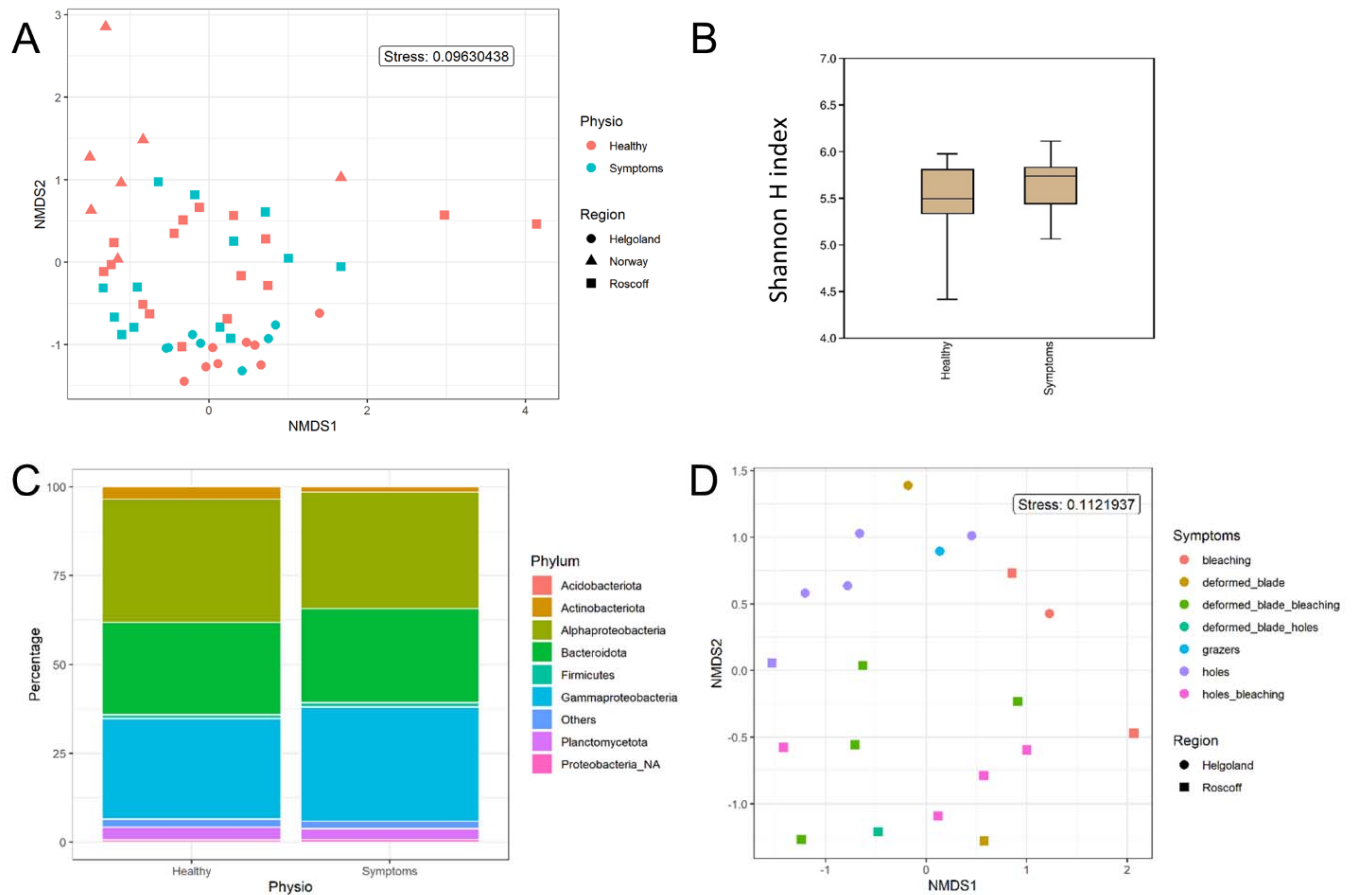 A
Stress: 0.09630438
3
2
1
0
-1
NMDS2
0
2
4
NMDS1
Physio
Healthy
Symptoms
Region
Helgoland
Norway
Roscoff
B
7.0
6.5
6.0
5.5
5.0
4.5
4.0
Shannon H index
Healthy
Symptoms
C
100
75
50
25
0
Percentage
Healthy
Symptoms
Physio
Phylum
Acidobacteriota
Actinobacteriota
Alphaproteobacteria
Bacteroidota
Firmicutes
Gammaproteobacteria
Others
Planctomycetota
Proteobacteria_NA
D
Stress: 0.1121937
1.5
1.0
0.5
0.0
-0.5
-1.0
NMDS2
-1
0
1
2
NMDS1
Symptoms
bleaching
deformed_blade
deformed_blade_bleaching
deformed_blade_holes
grazers
holes
holes_bleaching
Region
Helgoland
Roscoff